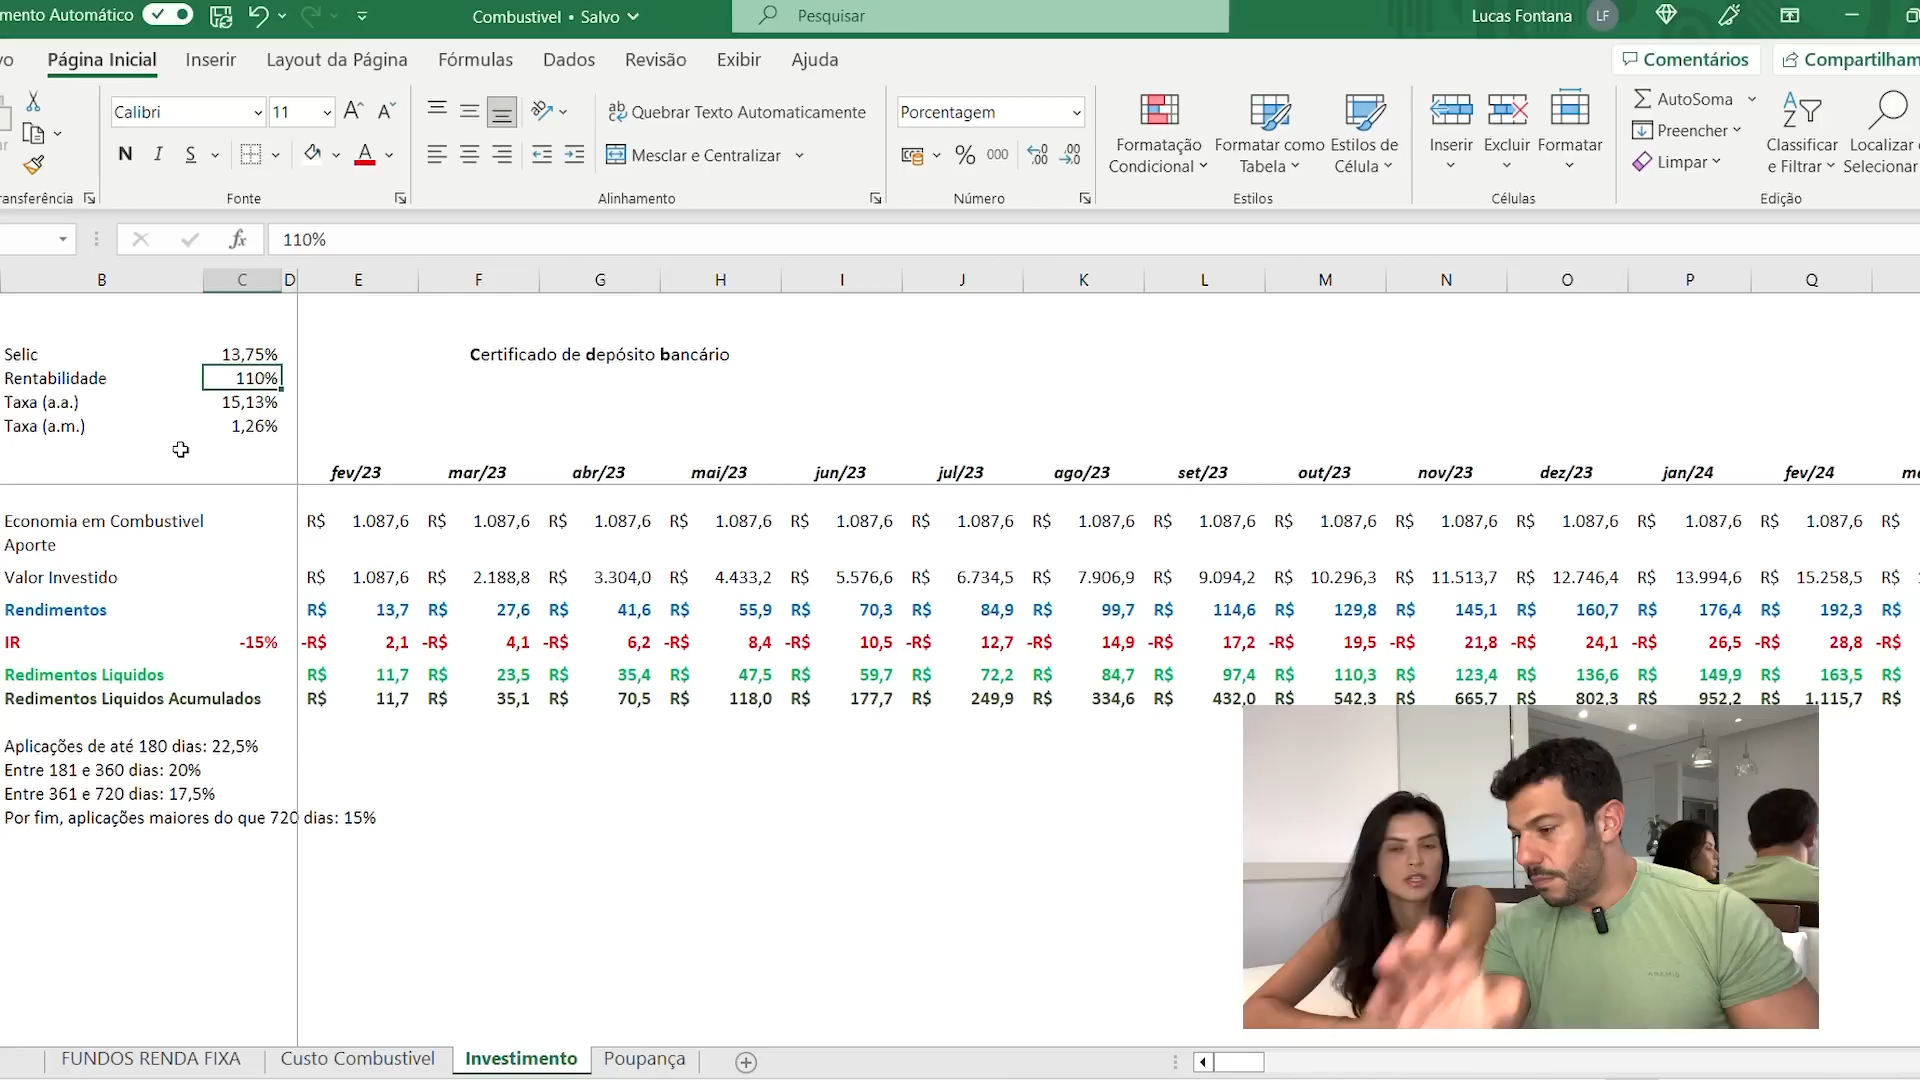 mento Automático
Combustivel • Salvo
Pesquisar
Lucas Fontana
LF
vo
Página Inicial
Inserir
Layout da Página
Fórmulas
Dados
Revisão
Exibir
Ajuda
Comentários
Compartilham
Calibri
11
Quebrar Texto Automaticamente
Porcentagem
Formatação Condicional
Formatar como Tabela
Estilos de Célula
Inserir
Excluir
Formatar
AutoSoma
Preencher
Limpar
Classificar e Filtrar
Localizar Selecionar
N I S
A
Mesclar e Centralizar
% 000
ansferência
Fonte
Alinhamento
Número
Estilos
Células
Edição
fx
110%
B C D E F G H I J K L M N O P Q
Selic 13,75% Certificado de depósito bancário
Rentabilidade 110%
Taxa (a.a.) 15,13%
Taxa (a.m.) 1,26%
fev/23 mar/23 abr/23 mai/23 jun/23 jul/23 ago/23 set/23 out/23 nov/23 dez/23 jan/24 fev/24
Economia em Combustivel R$ 1.087,6 R$ 1.087,6 R$ 1.087,6 R$ 1.087,6 R$ 1.087,6 R$ 1.087,6 R$ 1.087,6 R$ 1.087,6 R$ 1.087,6 R$ 1.087,6 R$ 1.087,6 R$ 1.087,6 R$ 1.087,6 R$
Aporte
Valor Investido R$ 1.087,6 R$ 2.188,8 R$ 3.304,0 R$ 4.433,2 R$ 5.576,6 R$ 6.734,5 R$ 7.906,9 R$ 9.094,2 R$ 10.296,3 R$ 11.513,7 R$ 12.746,4 R$ 13.994,6 R$ 15.258,5 R$
Rendimentos R$ 13,7 R$ 27,6 R$ 41,6 R$ 55,9 R$ 70,3 R$ 84,9 R$ 99,7 R$ 114,6 R$ 129,8 R$ 145,1 R$ 160,7 R$ 176,4 R$ 192,3 R$
IR -15% -R$ 2,1 -R$ 4,1 -R$ 6,2 -R$ 8,4 -R$ 10,5 -R$ 12,7 -R$ 14,9 -R$ 17,2 -R$ 19,5 -R$ 21,8 -R$ 24,1 -R$ 26,5 -R$ 28,8 -R$
Redimentos Liquidos R$ 11,7 R$ 23,5 R$ 35,4 R$ 47,5 R$ 59,7 R$ 72,2 R$ 84,7 R$ 97,4 R$ 110,3 R$ 123,4 R$ 136,6 R$ 149,9 R$ 163,5 R$
Redimentos Liquidos Acumulados R$ 11,7 R$ 35,1 R$ 70,5 R$ 118,0 R$ 177,7 R$ 249,9 R$ 334,6 R$ 432,0 R$ 542,3 R$ 665,7 R$ 802,3 R$ 952,2 R$ 1.115,7 R$
Aplicações de até 180 dias: 22,5%
Entre 181 e 360 dias: 20%
Entre 361 e 720 dias: 17,5%
Por fim, aplicações maiores do que 720 dias: 15%
FUNDOS RENDA FIXA
Custo Combustivel
Investimento
Poupança